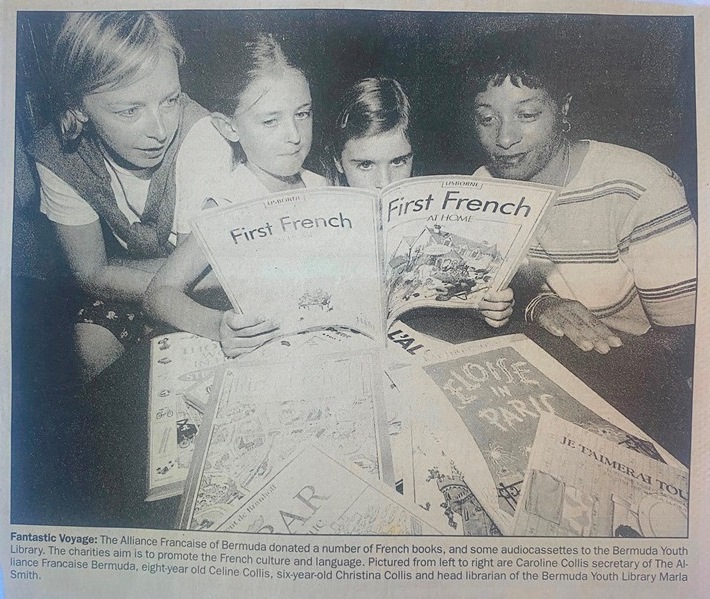 USBORNE
First French
USBORNE
First French
AT HOME
L'AL
ELOISE
IN
PARIS
JE T'AIMERAI TOU
BAR
Fantastic Voyage: The Alliance Francaise of Bermuda donated a number of French books, and some audiocassettes to the Bermuda Youth
Library. The charities aim is to promote the French culture and language. Pictured from left to right are Caroline Collis secretary of The Al-
liance Francaise Bermuda, eight-year old Celine Collis, six-year-old Christina Collis and head librarian of the Bermuda Youth Library Marla
Smith.